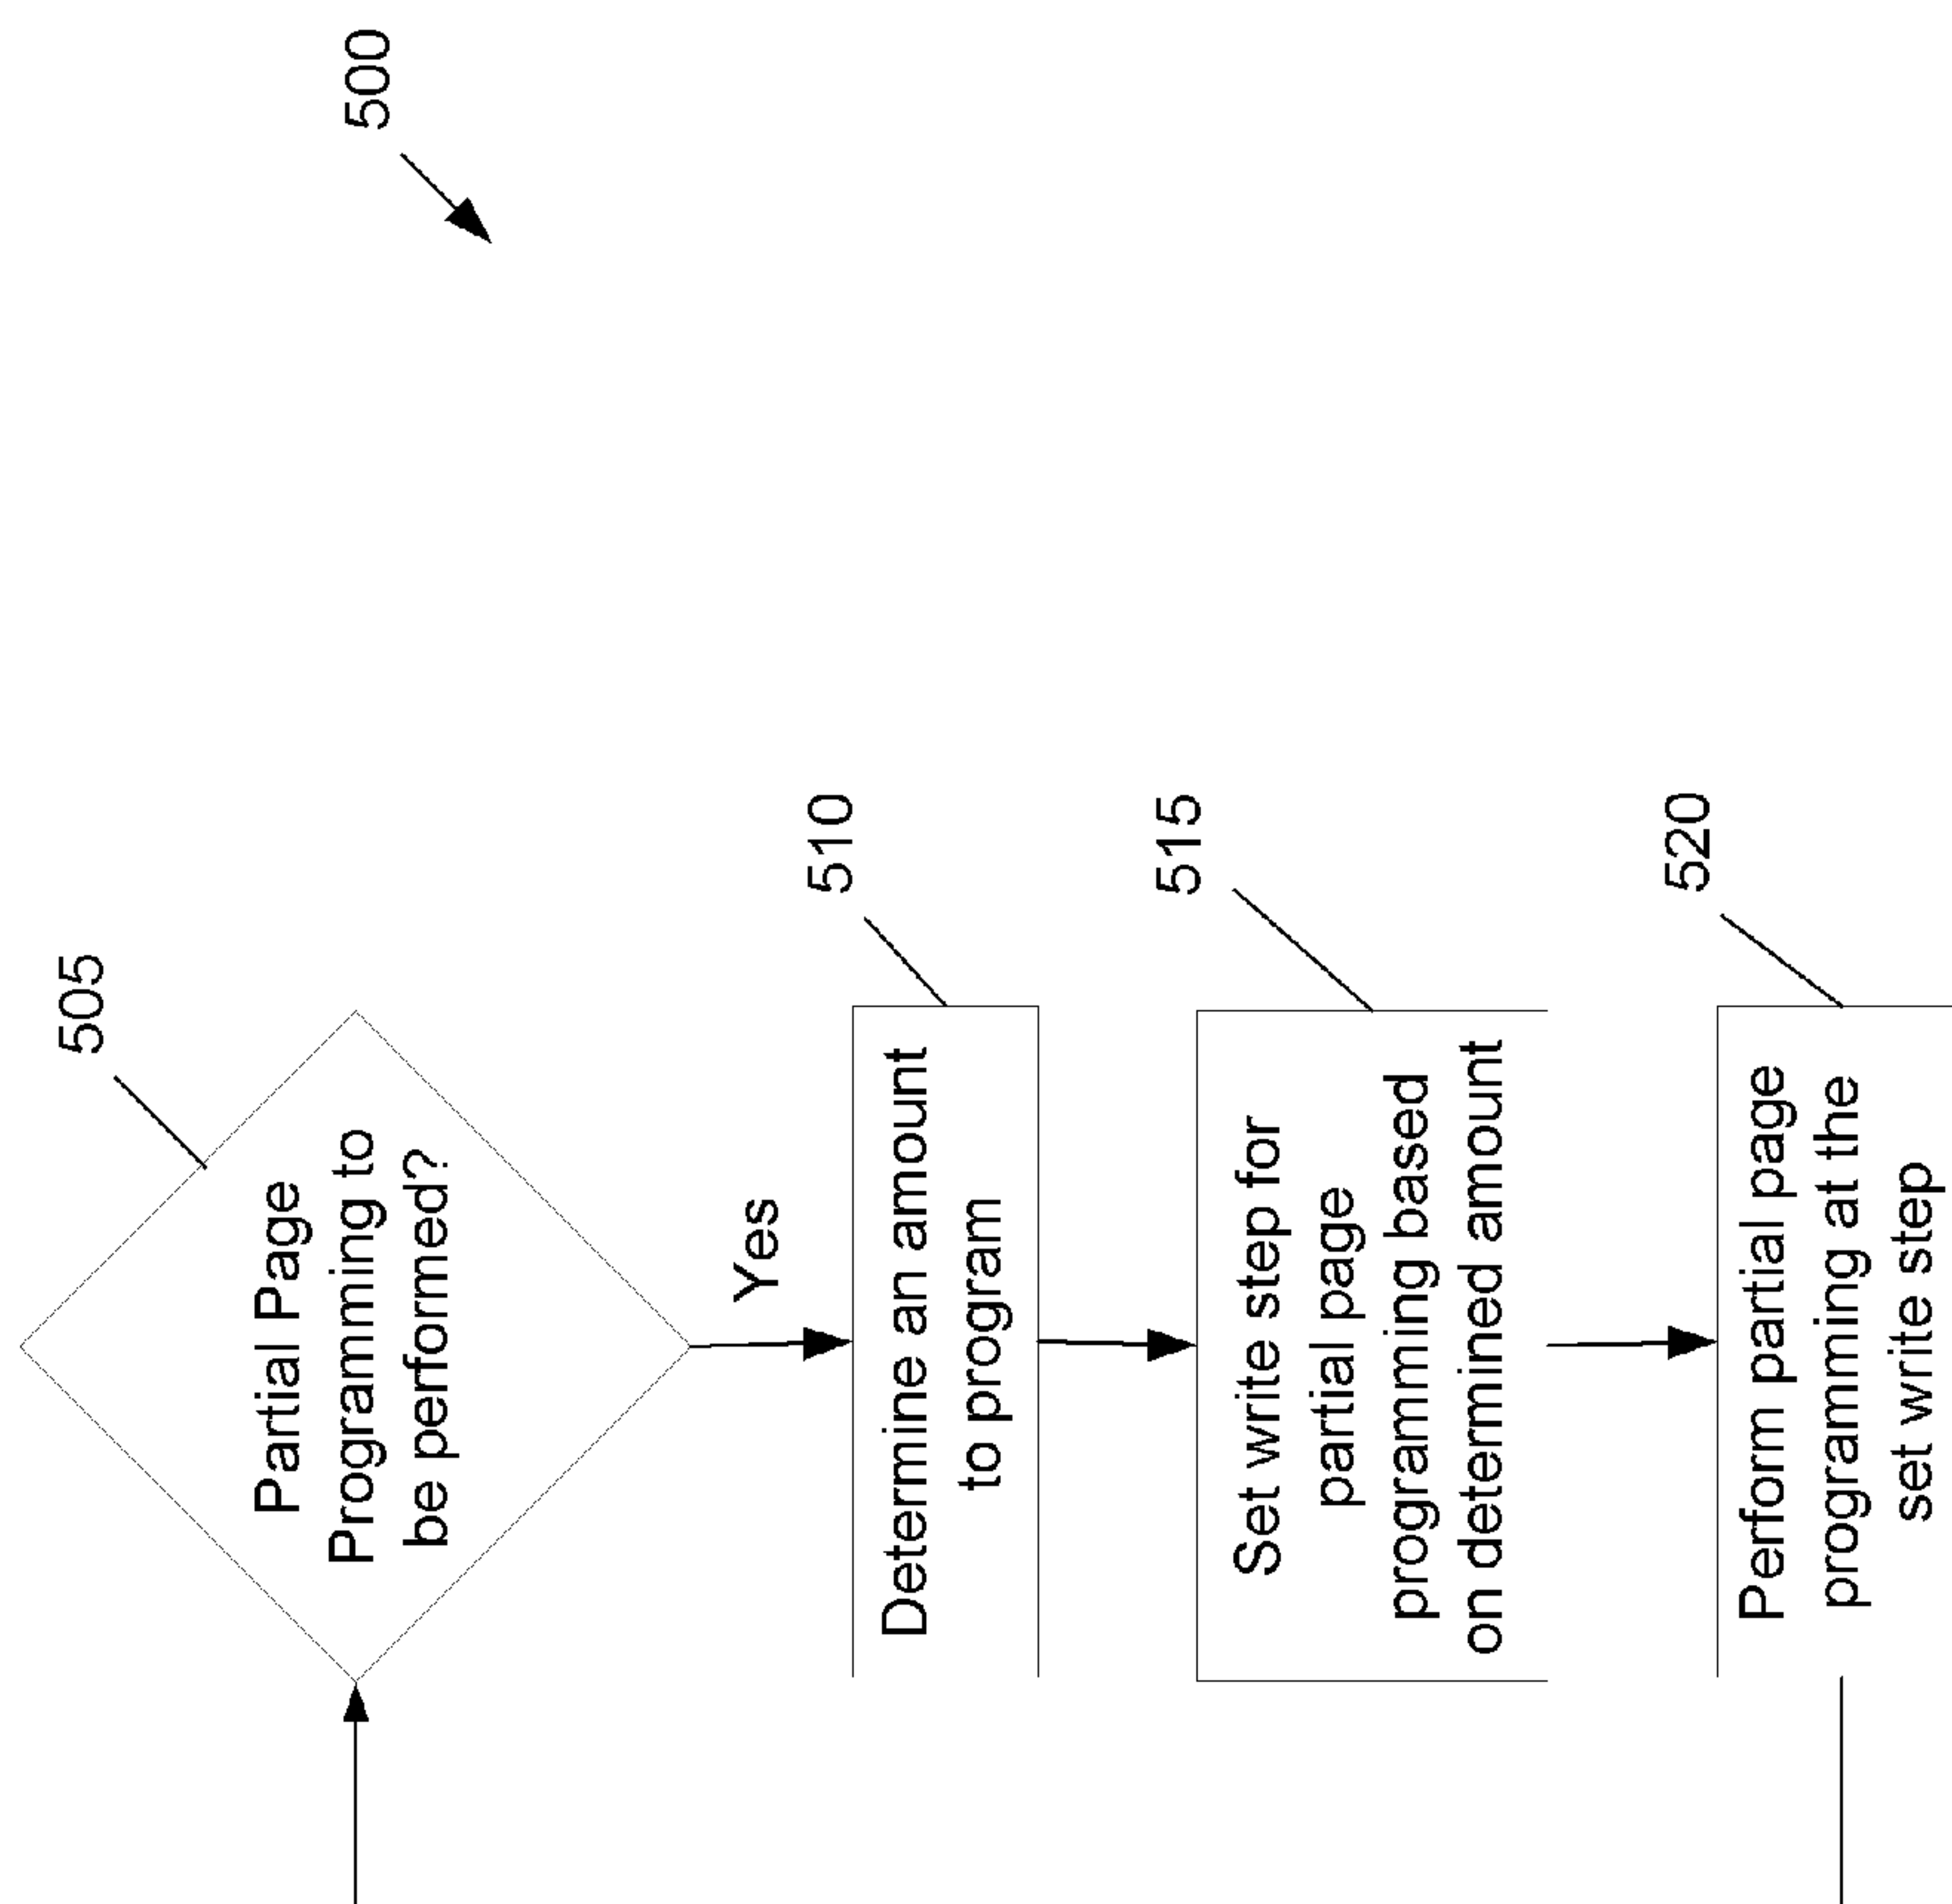 500
505
Partial Page
Programming to
be performed?
Yes
510
Determine an amount
to program
515
Set write step for
partial page
programming based
on determined amount
520
Perform partial page
programming at the
set write step